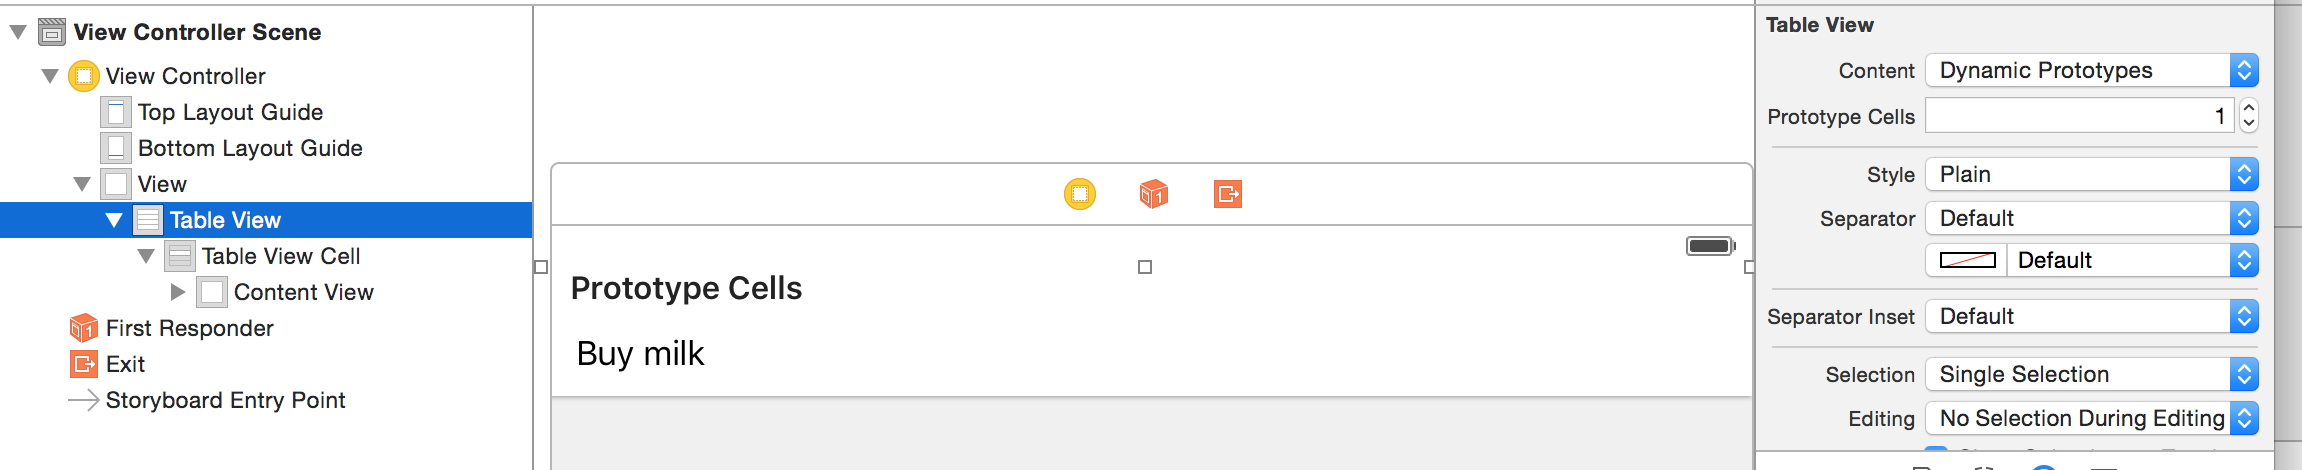 View Controller Scene
View Controller
Top Layout Guide
Bottom Layout Guide
View
Table View
Table View Cell
Content View
First Responder
Exit
Storyboard Entry Point
Prototype Cells
Buy milk
Table View
Content Dynamic Prototypes
Prototype Cells 1
Style Plain
Separator Default
Default
Separator Inset Default
Selection Single Selection
Editing No Selection During Editing